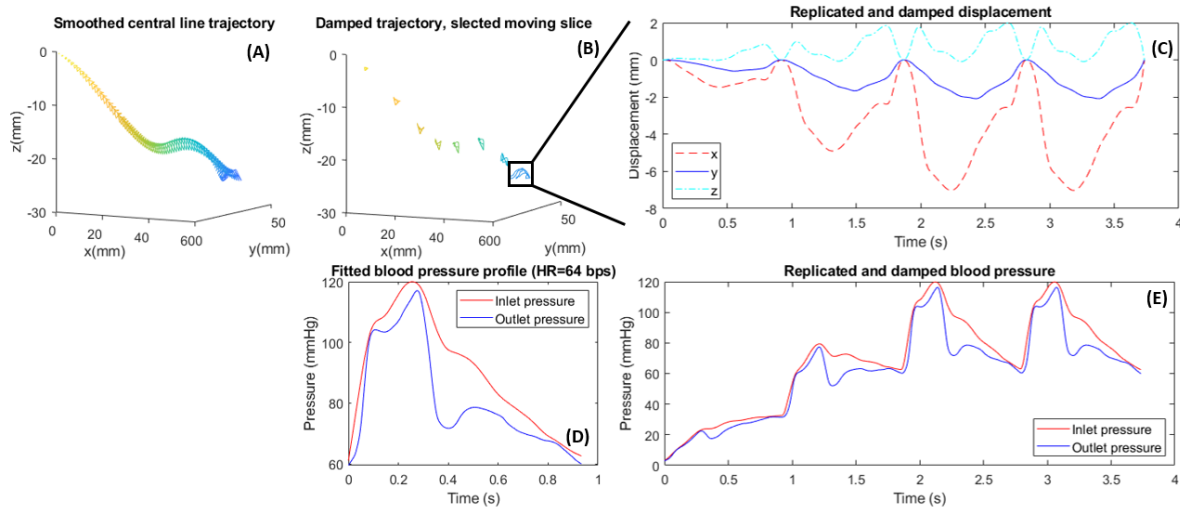 Smoothed central line trajectory
(A)
0
-10
-20
-30
z(mm)
0
20
40
600
x(mm)
50
y(mm)
Damped trajectory, slected moving slice
(B)
0
-10
-20
-30
z(mm)
0
20
40
600
x(mm)
50
y(mm)
Replicated and damped displacement
(C)
2
0
-2
-4
-6
-8
Displacement (mm)
x
y
z
0 0.5 1 1.5 2 2.5 3 3.5 4
Time (s)
Fitted blood pressure profile (HR=64 bps)
120
100
80
60
Pressure (mmHg)
Inlet pressure
Outlet pressure
(D)
0 0.2 0.4 0.6 0.8 1
Time (s)
Replicated and damped blood pressure
(E)
120
100
80
60
40
20
0
Pressure (mmHg)
Inlet pressure
Outlet pressure
0 0.5 1 1.5 2 2.5 3 3.5 4
Time (s)